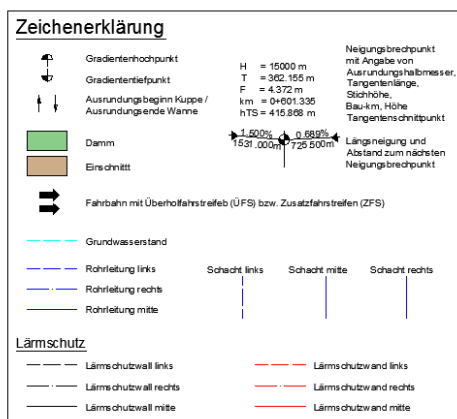 Zeichenerklärung
Gradientenhochpunkt
Gradiententiefpunkt
Ausrundungsbeginn Kuppe /
Ausrundungsende Wanne
Damm
Einschnittt
H = 15000 m
T = 362.155 m
F = 4.372 m
km = 0+601.335
hTS = 415.868 m
1.500% 0.689%
1531.000m 725.500m
Neigungsbrechpunkt
mit Angabe von
Ausrundungshalbmesser,
Tangentenlänge,
Stichhöhe,
Bau-km, Höhe
Tangentenschnittpunkt
Längsneigung und
Abstand zum nächsten
Neigungsbrechpunkt
Fahrbahn mit Überholfahrstreifeb (ÜFS) bzw. Zusatzfahrstreifen (ZFS)
Grundwasserstand
Rohrleitung links
Rohrleitung rechts
Rohrleitung mitte
Schacht links
Schacht mitte
Schacht rechts
Lärmschutz
Lärmschutzwall links
Lärmschutzwall rechts
Lärmschutzwall mitte
Lärmschutzwand links
Lärmschutzwand rechts
Lärmschutzwand mitte